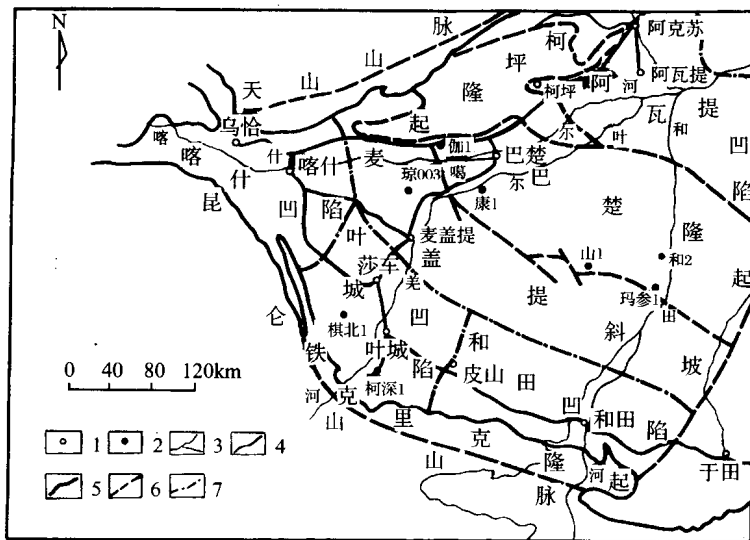 N
天山山脉
柯坪隆起
阿克苏
阿瓦提
阿瓦提凹陷
柯坪
河
和
乌恰
喀
喀什凹陷
什
喀什
噶
尔
伽1
巴楚
叶
尔
羌
琼003
康1
麦盖提斜坡
巴楚隆起
麦盖提
莎车
叶城凹陷
山1
和2
玛参1
田
昆仑山脉
棋北1
叶城
柯深1
和田凹陷
皮山
和田
铁克里克隆起
河
河
于田
0 40 80 120km
1 2 3 4
5 6 7